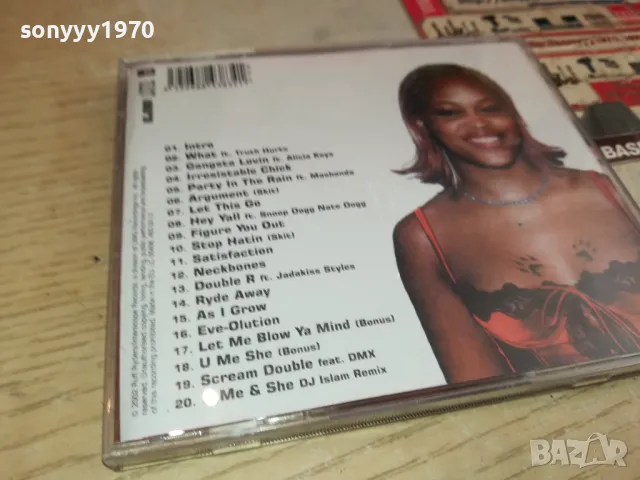 sonyyy1970
01. Intro
02. What ft. Truth Hurts
03. Gangsta Lovin ft. Alicia Keys
04. Irresistable Chick
05. Party In The Rain ft. Mashonda
06. Argument (Skit)
07. Let This Go
08. Hey Yall ft. Snoop Dogg Nate Dogg
09. Figure You Out
10. Stop Hatin (Skit)
11. Satisfaction
12. Neckbones
13. Double R ft. Jadakiss Styles
14. Ryde Away
15. As I Grow
16. Eve-Olution
17. Let Me Blow Ya Mind (Bonus)
18. U Me She (Bonus)
19. Scream Double feat. DMX
20. Me & She DJ Islam Remix
BAS
BAZAR